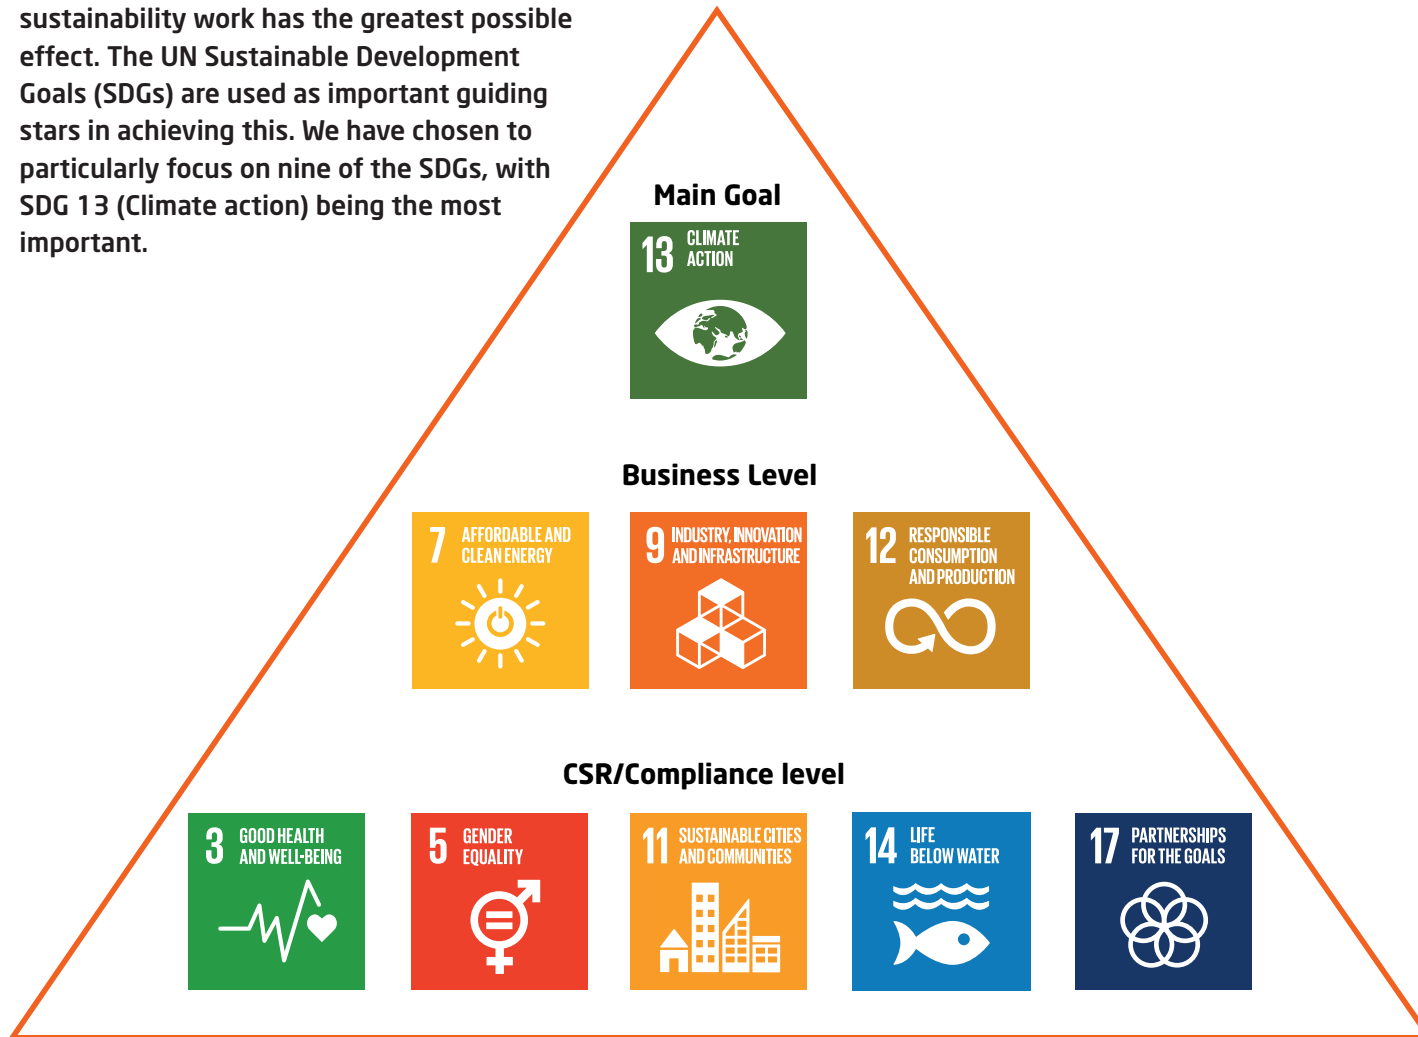 sustainability work has the greatest possible
effect. The UN Sustainable Development
Goals (SDGs) are used as important guiding
stars in achieving this. We have chosen to
particularly focus on nine of the SDGs, with
SDG 13 (Climate action) being the most
important.
Main Goal
13 CLIMATE
ACTION
Business Level
7 AFFORDABLE AND
CLEAN ENERGY
9 INDUSTRY, INNOVATION
AND INFRASTRUCTURE
12 RESPONSIBLE
CONSUMPTION
AND PRODUCTION
CSR/Compliance level
3 GOOD HEALTH
AND WELL-BEING
5 GENDER
EQUALITY
11 SUSTAINABLE CITIES
AND COMMUNITIES
14 LIFE
BELOW WATER
17 PARTNERSHIPS
FOR THE GOALS